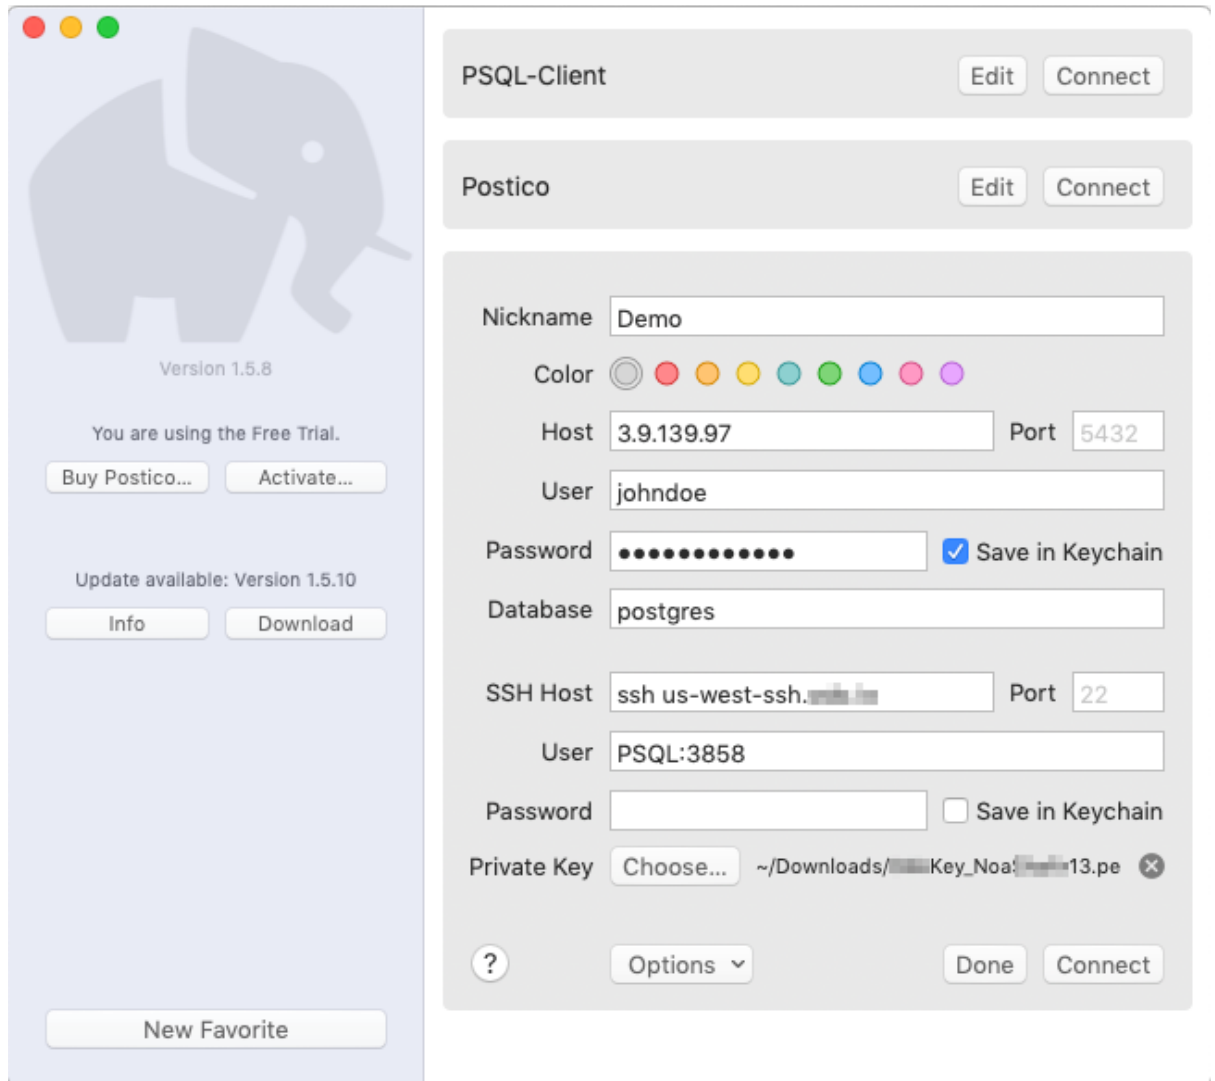 Version 1.5.8
You are using the Free Trial.
Buy Postico... Activate...
Update available: Version 1.5.10
Info Download
New Favorite
PSQL-Client Edit Connect
Postico Edit Connect
Nickname Demo
Color
Host 3.9.139.97 Port 5432
User johndoe
Password ●●●●●●●●●●●● Save in Keychain
Database postgres
SSH Host ssh us-west-ssh. Port 22
User PSQL:3858
Password Save in Keychain
Private Key Choose... ~/Downloads/ Key_Noa 13.pe
? Options Done Connect